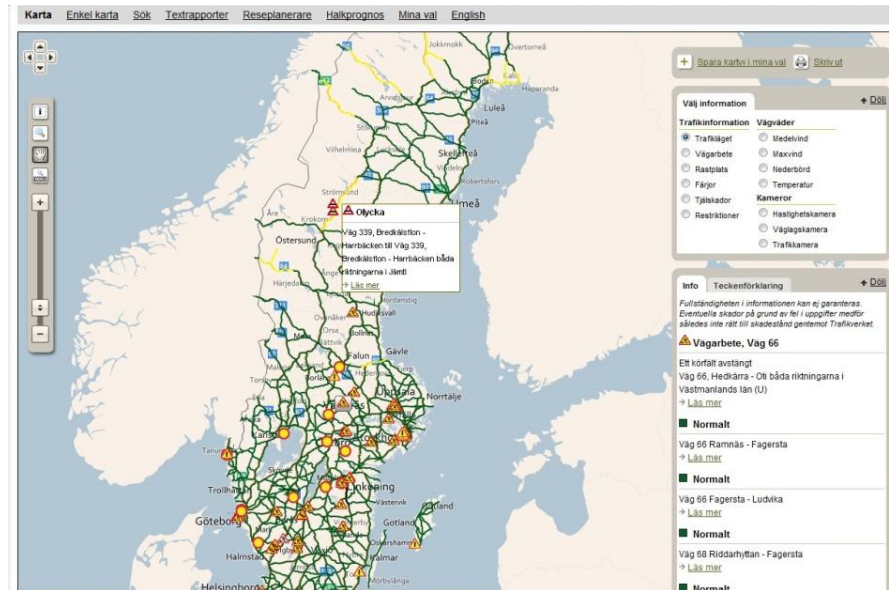 Karta Enkel karta Sök Textrapporter Reseplanerare Halkprognos Mina val English
Spara kartvy i mina val Skriv ut
Välj information Dölj
Trafikinformation Vägväder
Trafikläget Medelvind
Vägarbete Maxvind
Rastplats Nederbörd
Färjor Temperatur
Tjälskador Kameror
Restriktioner Hastighetskamera
Väglagskamera
Trafikkamera
Info Teckenförklaring Dölj
Fullständigheten i informationen kan ej garanteras.
Eventuella skador på grund av fel i uppgifter medför
således inte rätt till skadestånd gentemot Trafikverket.
Vägarbete, Väg 66
Ett körfält avstängt
Väg 66, Hedkärra - Oti båda riktningarna i
Västmanlands län (U)
Läs mer
Normalt
Väg 66 Ramnäs - Fagersta
Läs mer
Normalt
Väg 66 Fagersta - Ludvika
Läs mer
Normalt
Väg 68 Riddarhyttan - Fagersta
Läs mer
Normalt
Olycka
Väg 339, Bredkälsflon -
Harrbäcken till Väg 339,
Bredkälsflon - Harrbäcken båda
riktningarna i Jämtl
Läs mer
Jokkmokk
Övertorneå
Haparanda
Luleå
Piteå
Vilhelmina
Skellefteå
Robertsfors
Strömsund
Umeå
Åre
Krokom
Östersund
Härjedalen
Hudiksvall
Ovanåker
Orsa
Bollnäs
Falun
Gävle
Uppsala
Norrtälje
Trollhättan
Linköping
Västervik
Göteborg
Gotland
Oskarshamn
Halmstad
Kalmar
Mörbylånga
Helsingborg